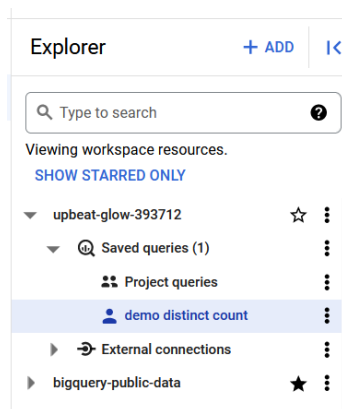 Explorer
+ ADD
Type to search
Viewing workspace resources.
SHOW STARRED ONLY
upbeat-glow-393712
Saved queries (1)
Project queries
demo distinct count
External connections
bigquery-public-data